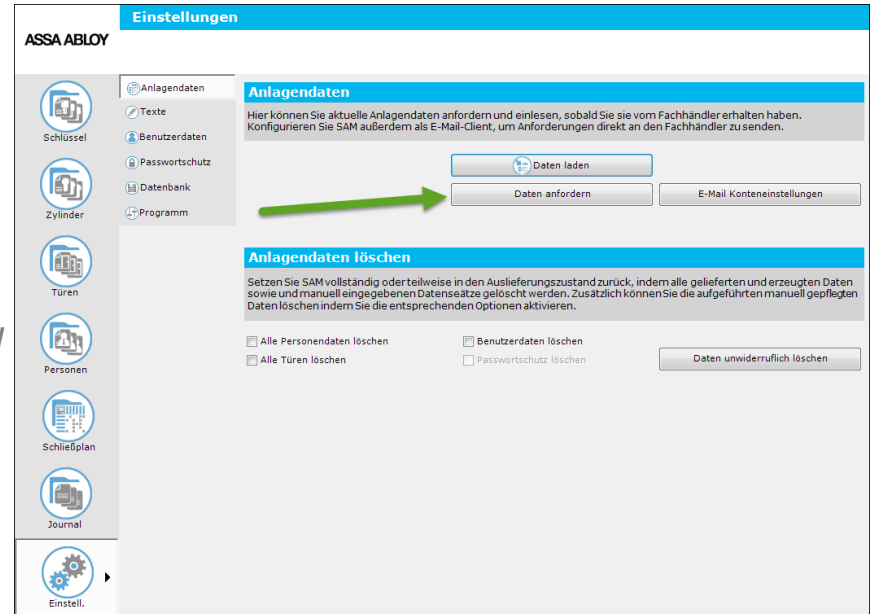 Einstellungen
ASSA ABLOY
Schlüssel
Zylinder
Türen
Personen
Schließplan
Journal
Einstell.
Anlagendaten
Texte
Benutzerdaten
Passwortschutz
Datenbank
Programm
Anlagendaten
Hier können Sie aktuelle Anlagendaten anfordern und einlesen, sobald Sie sie vom Fachhändler erhalten haben.
Konfigurieren Sie SAM außerdem als E-Mail-Client, um Anforderungen direkt an den Fachhändler zu senden.
Daten laden
Daten anfordern
E-Mail Konteneinstellungen
Anlagendaten löschen
Setzen Sie SAM vollständig oder teilweise in den Auslieferungszustand zurück, indem alle gelieferten und erzeugten Daten
sowie und manuell eingegebenen Datenseätze gelöscht werden. Zusätzlich können Sie die aufgeführten manuell gepflegten
Daten löschen indem Sie die entsprechenden Optionen aktivieren.
Alle Personendaten löschen
Benutzerdaten löschen
Alle Türen löschen
Passwortschutz löschen
Daten unwiderruflich löschen